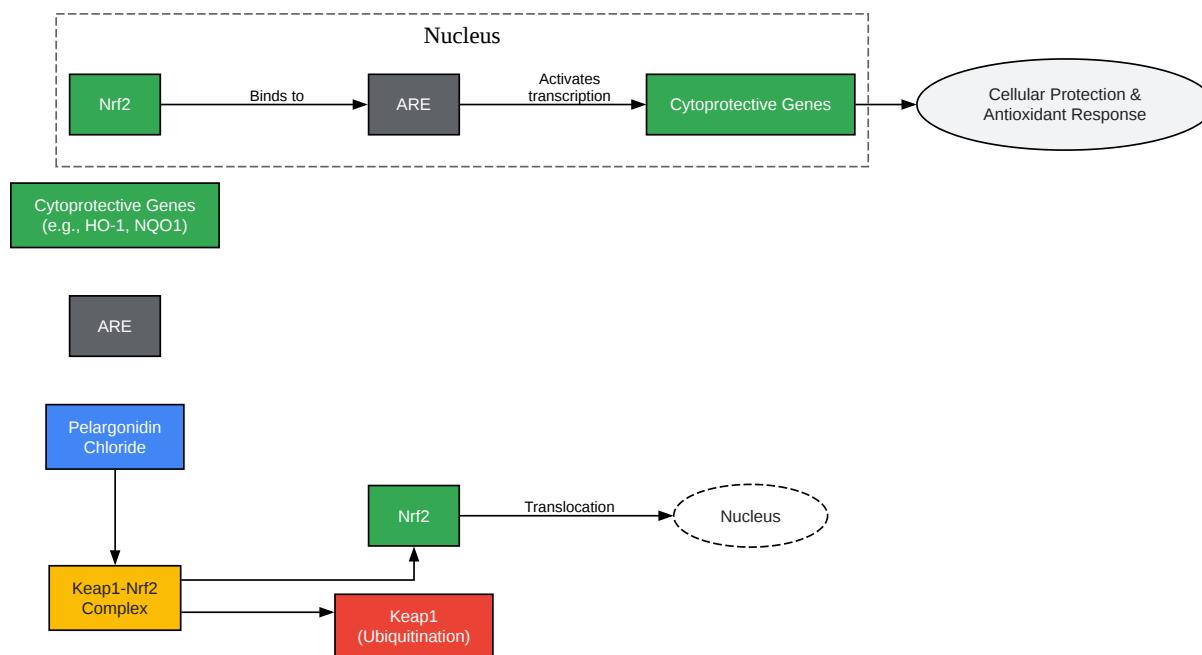 Nucleus
Nrf2
Binds to
ARE
Activates
transcription
Cytoprotective Genes
Cellular Protection &
Antioxidant Response
Cytoprotective Genes
(e.g., HO-1, NQO1)
ARE
Pelargonidin
Chloride
Nrf2
Translocation
Nucleus
Keap1-Nrf2
Complex
Keap1
(Ubiquitination)